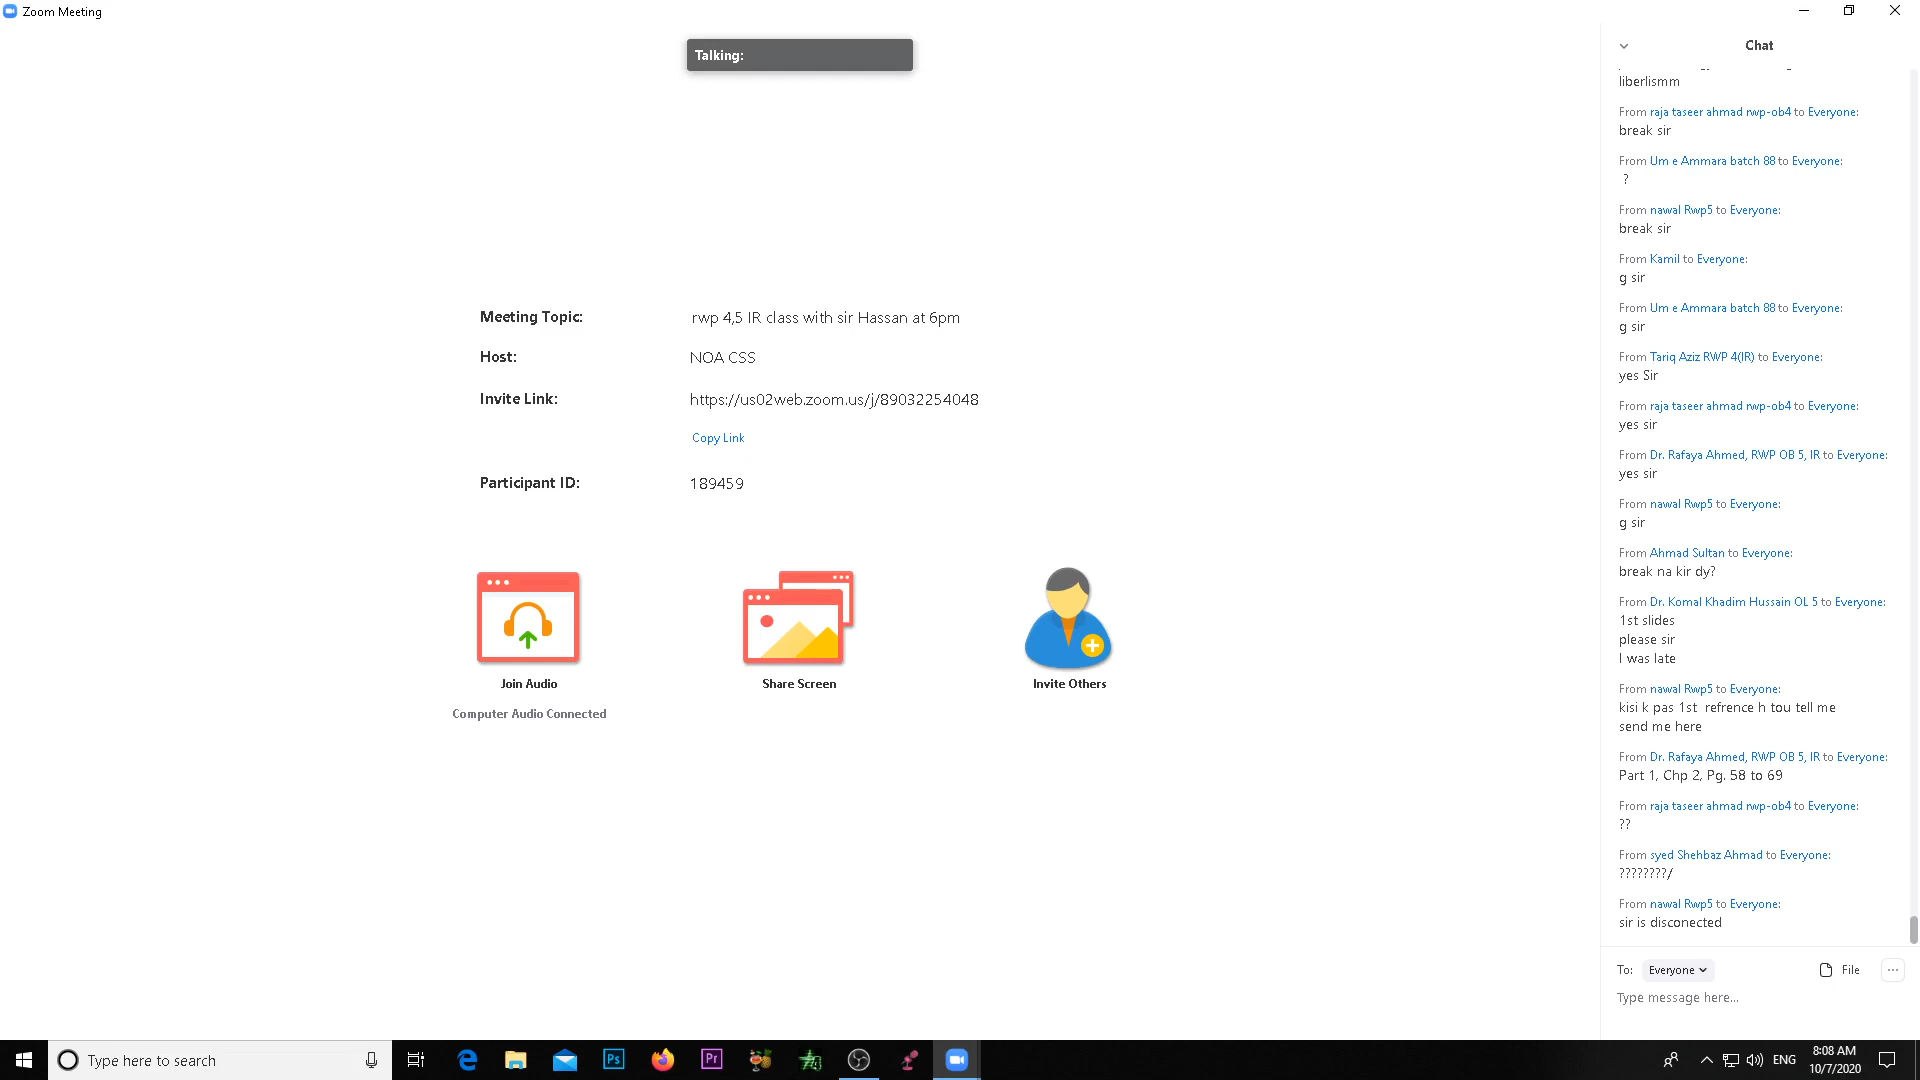 Zoom Meeting
Talking:
Meeting Topic:
rwp 4,5 IR class with sir Hassan at 6pm
Host:
NOA CSS
Invite Link:
https://us02web.zoom.us/j/89032254048
Copy Link
Participant ID:
189459
Join Audio
Computer Audio Connected
Share Screen
Invite Others
Chat
liberlismm
From raja taseer ahmad rwp-ob4 to Everyone:
break sir
From Um e Ammara batch 88 to Everyone:
?
From nawal Rwp5 to Everyone:
break sir
From Kamil to Everyone:
g sir
From Um e Ammara batch 88 to Everyone:
g sir
From Tariq Aziz RWP 4(IR) to Everyone:
yes Sir
From raja taseer ahmad rwp-ob4 to Everyone:
yes sir
From Dr. Rafaya Ahmed, RWP OB 5, IR to Everyone:
yes sir
From nawal Rwp5 to Everyone:
g sir
From Ahmad Sultan to Everyone:
break na kir dy?
From Dr. Komal Khadim Hussain OL 5 to Everyone:
1st slides
please sir
I was late
From nawal Rwp5 to Everyone:
kisi k pas 1st  refrence h tou tell me
send me here
From Dr. Rafaya Ahmed, RWP OB 5, IR to Everyone:
Part 1, Chp 2, Pg. 58 to 69
From raja taseer ahmad rwp-ob4 to Everyone:
??
From syed Shehbaz Ahmad to Everyone:
????????/
From nawal Rwp5 to Everyone:
sir is disconected
To: Everyone
File
Type message here...
Type here to search
Ps
Pr
ENG
8:08 AM
10/7/2020